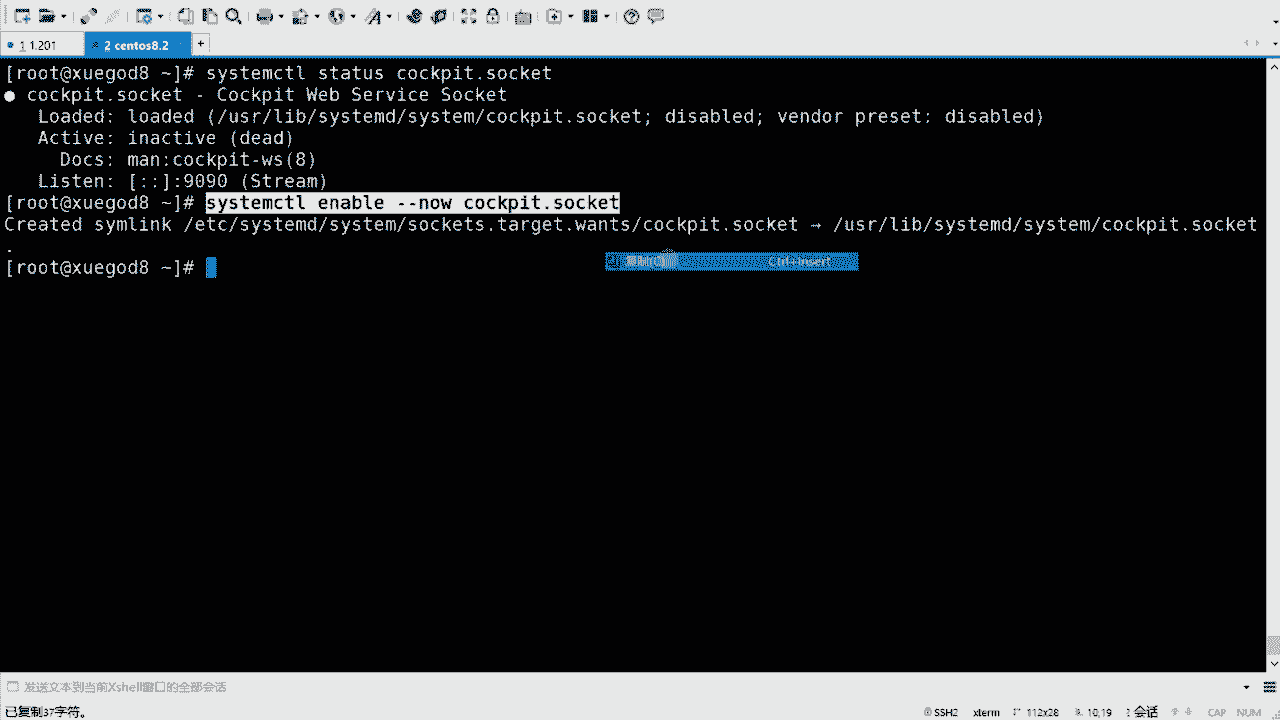 1 1.201
2 centos8.2
+
[root@xuegod8 ~]# systemctl status cockpit.socket
● cockpit.socket - Cockpit Web Service Socket
Loaded: loaded (/usr/lib/systemd/system/cockpit.socket; disabled; vendor preset: disabled)
Active: inactive (dead)
Docs: man:cockpit-ws(8)
Listen: [::]:9090 (Stream)
[root@xuegod8 ~]# systemctl enable --now cockpit.socket
Created symlink /etc/systemd/system/sockets.target.wants/cockpit.socket → /usr/lib/systemd/system/cockpit.socket
.
[root@xuegod8 ~]#
Ctrl+Insert
发送文本到当前Xshell窗口的全部会话
已复制37字符。
SSH2 xterm 112x28 10,19 1 会话 CAP NUM